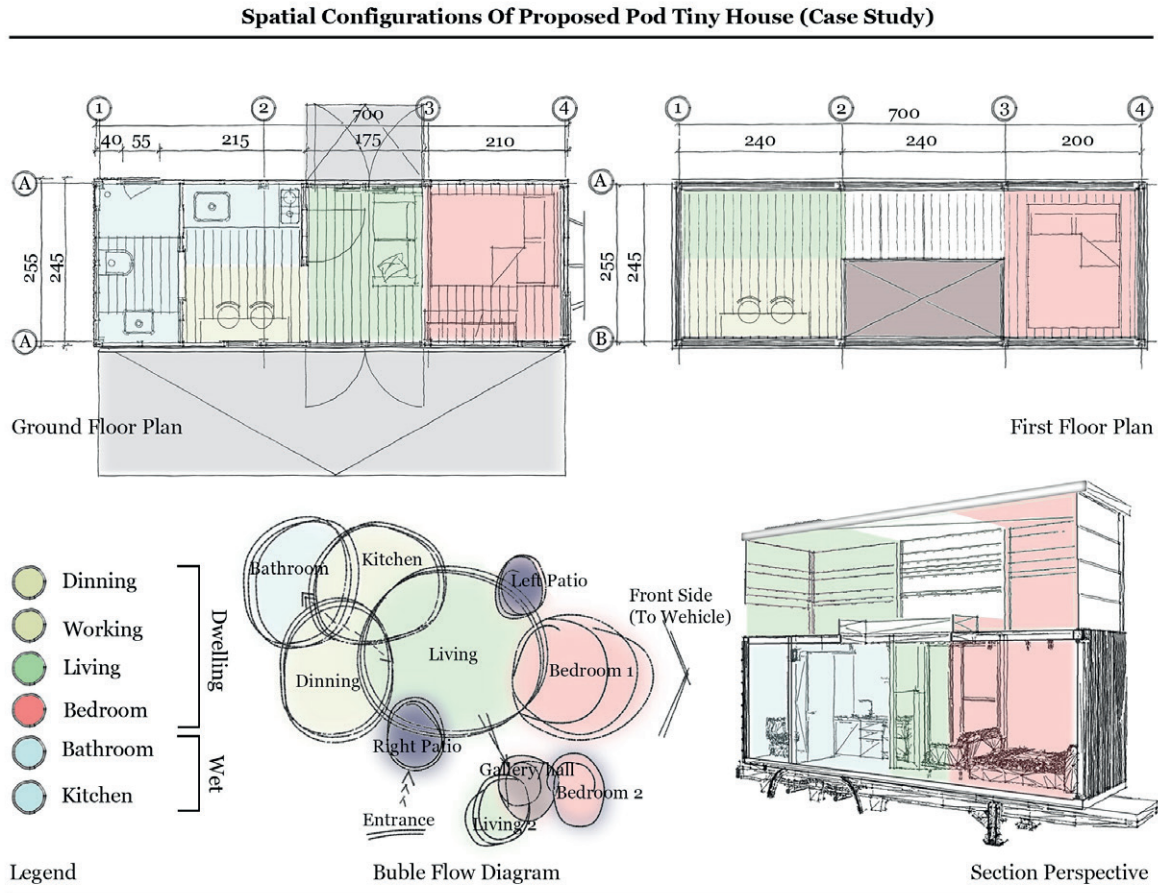 Spatial Configurations Of Proposed Pod Tiny House (Case Study)
1 2 3 4
700
40 55 215 175 210
A
255 245
A
Ground Floor Plan
1 2 3 4
700
240 240 200
A
255 245
B
First Floor Plan
Dinning
Working
Living
Bedroom
Bathroom
Kitchen
Dwelling
Wet
Legend
Bathroom
Kitchen
Left Patio
Living
Dinning
Bedroom 1
Right Patio
Gallery/hall
Bedroom 2
Living 2
Entrance
Front Side
(To Wehicle)
Buble Flow Diagram
Section Perspective